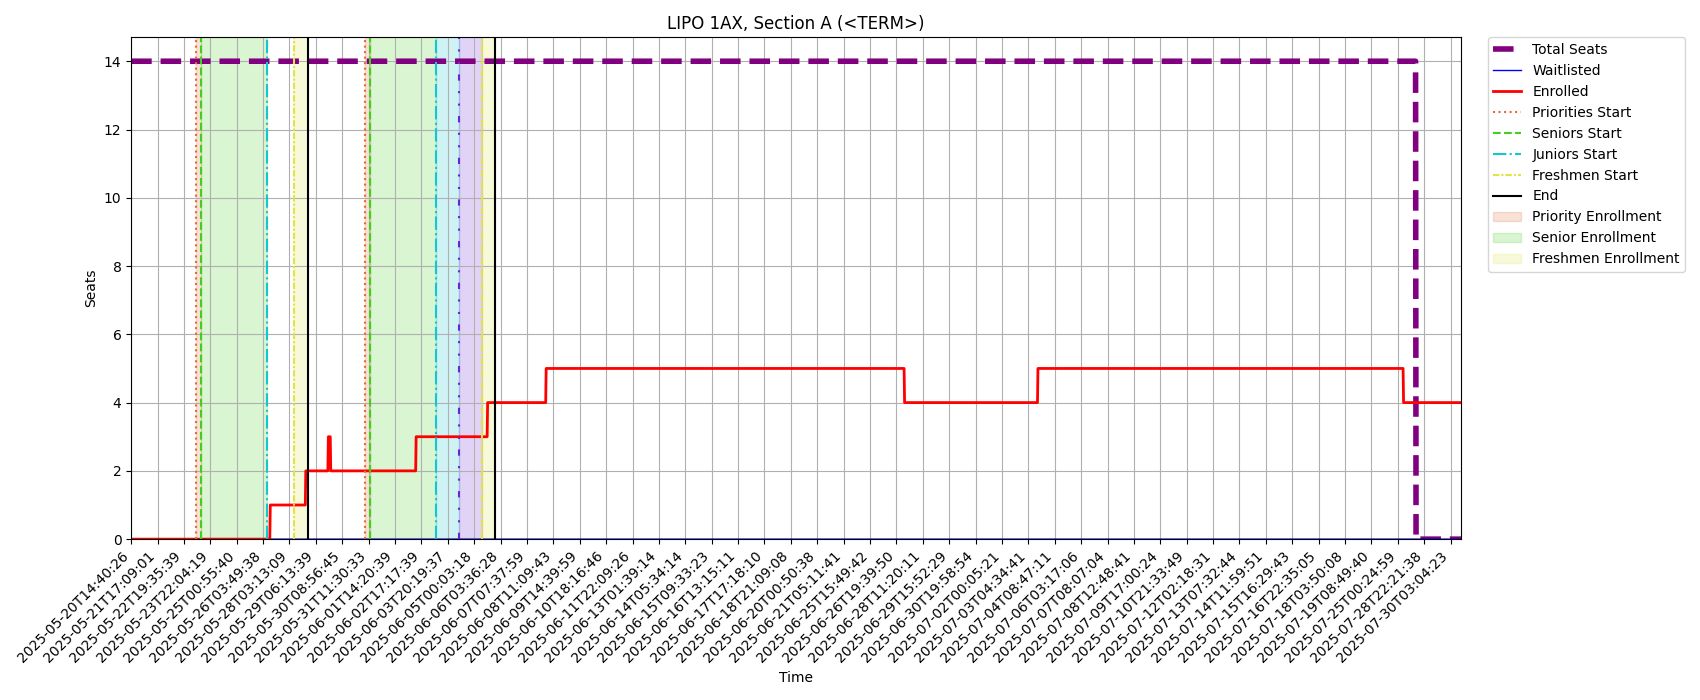 LIPO 1AX, Section A (<TERM>)
Seats
14
12
10
8
6
4
2
0
2025-05-20T14:40:26
2025-05-21T17:09:01
2025-05-22T19:35:39
2025-05-23T22:04:19
2025-05-25T00:55:40
2025-05-26T03:49:38
2025-05-28T03:13:09
2025-05-29T06:13:39
2025-05-30T08:56:45
2025-05-31T11:30:33
2025-06-01T14:20:39
2025-06-02T17:17:39
2025-06-03T20:19:37
2025-06-05T00:03:18
2025-06-06T03:36:28
2025-06-07T07:37:59
2025-06-08T11:09:43
2025-06-09T14:39:59
2025-06-10T18:16:46
2025-06-11T22:09:26
2025-06-13T01:39:14
2025-06-14T05:34:14
2025-06-15T09:33:23
2025-06-16T13:15:11
2025-06-17T17:18:10
2025-06-18T21:09:08
2025-06-20T00:50:38
2025-06-21T05:11:41
2025-06-25T15:49:42
2025-06-26T19:39:50
2025-06-28T11:20:11
2025-06-29T15:52:29
2025-06-30T19:58:54
2025-07-02T00:05:21
2025-07-03T04:34:41
2025-07-04T08:47:11
2025-07-06T03:17:06
2025-07-07T08:07:04
2025-07-08T12:48:41
2025-07-09T17:00:24
2025-07-10T21:33:49
2025-07-12T02:18:31
2025-07-13T07:32:44
2025-07-14T11:59:51
2025-07-15T16:29:43
2025-07-16T22:35:05
2025-07-18T03:50:08
2025-07-19T08:49:40
2025-07-25T00:24:59
2025-07-28T22:21:38
2025-07-30T03:04:23
Time
Total Seats
Waitlisted
Enrolled
Priorities Start
Seniors Start
Juniors Start
Freshmen Start
End
Priority Enrollment
Senior Enrollment
Freshmen Enrollment